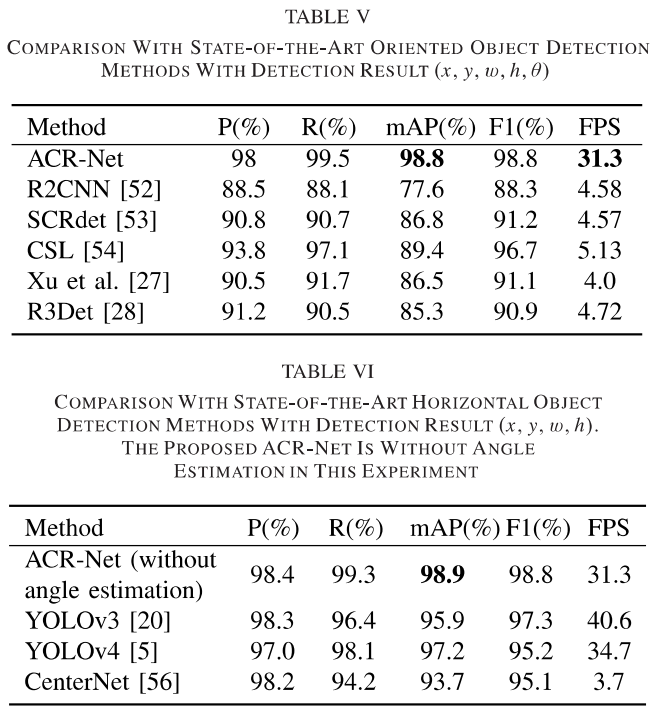 TABLE V
COMPARISON WITH STATE-OF-THE-ART ORIENTED OBJECT DETECTION
METHODS WITH DETECTION RESULT (x, y, w, h, θ)
Method P(%) R(%) mAP(%) F1(%) FPS
ACR-Net 98 99.5 98.8 98.8 31.3
R2CNN [52] 88.5 88.1 77.6 88.3 4.58
SCRdet [53] 90.8 90.7 86.8 91.2 4.57
CSL [54] 93.8 97.1 89.4 96.7 5.13
Xu et al. [27] 90.5 91.7 86.5 91.1 4.0
R3Det [28] 91.2 90.5 85.3 90.9 4.72
TABLE VI
COMPARISON WITH STATE-OF-THE-ART HORIZONTAL OBJECT
DETECTION METHODS WITH DETECTION RESULT (x, y, w, h).
THE PROPOSED ACR-NET IS WITHOUT ANGLE
ESTIMATION IN THIS EXPERIMENT
Method P(%) R(%) mAP(%) F1(%) FPS
ACR-Net (without
angle estimation) 98.4 99.3 98.9 98.8 31.3
YOLOv3 [20] 98.3 96.4 95.9 97.3 40.6
YOLOv4 [5] 97.0 98.1 97.2 95.2 34.7
CenterNet [56] 98.2 94.2 93.7 95.1 3.7